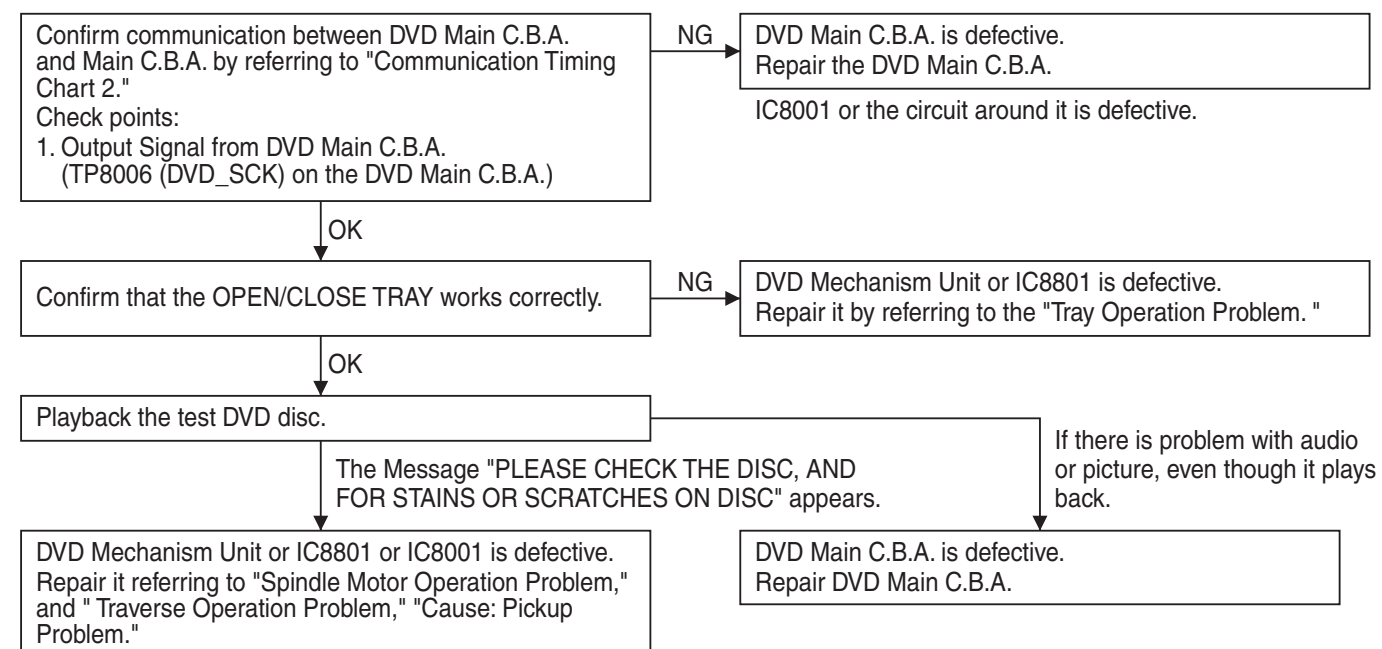 Confirm communication between DVD Main C.B.A.
and Main C.B.A. by referring to "Communication Timing
Chart 2."
Check points:
1. Output Signal from DVD Main C.B.A.
(TP8006 (DVD_SCK) on the DVD Main C.B.A.)
NG
DVD Main C.B.A. is defective.
Repair the DVD Main C.B.A.
IC8001 or the circuit around it is defective.
OK
Confirm that the OPEN/CLOSE TRAY works correctly.
NG
DVD Mechanism Unit or IC8801 is defective.
Repair it by referring to the "Tray Operation Problem. "
OK
Playback the test DVD disc.
The Message "PLEASE CHECK THE DISC, AND
FOR STAINS OR SCRATCHES ON DISC" appears.
If there is problem with audio
or picture, even though it plays
back.
DVD Mechanism Unit or IC8801 or IC8001 is defective.
Repair it referring to "Spindle Motor Operation Problem,"
and " Traverse Operation Problem," "Cause: Pickup
Problem."
DVD Main C.B.A. is defective.
Repair DVD Main C.B.A.